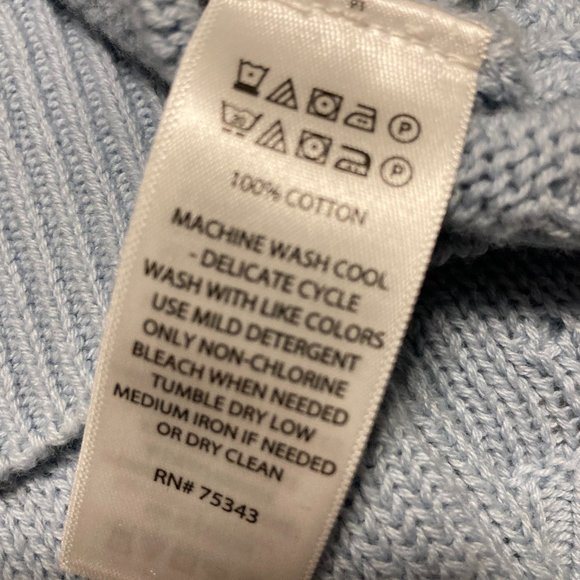 P
P
100% COTTON
MACHINE WASH COOL
- DELICATE CYCLE
WASH WITH LIKE COLORS
USE MILD DETERGENT
ONLY NON-CHLORINE
BLEACH WHEN NEEDED
TUMBLE DRY LOW
MEDIUM IRON IF NEEDED
OR DRY CLEAN
RN# 75343